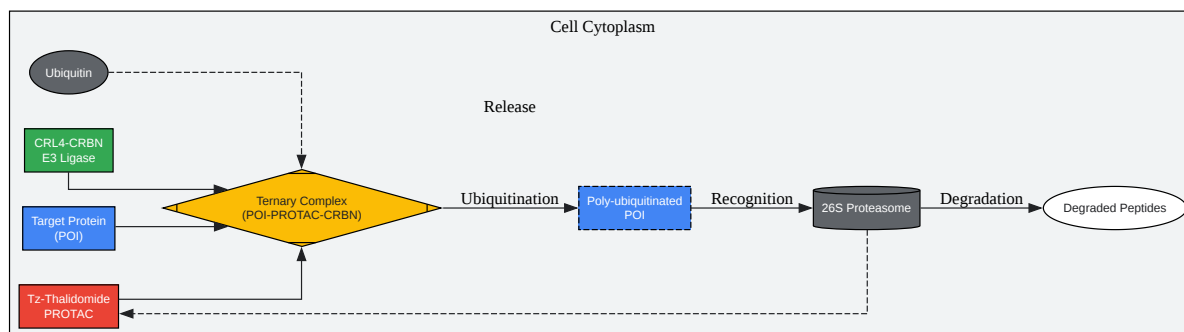 Cell Cytoplasm
Ubiquitin
Release
CRL4-CRBN
E3 Ligase
Ternary Complex
(POI-PROTAC-CRBN)
Ubiquitination
Poly-ubiquitinated
POI
Recognition
26S Proteasome
Degradation
Degraded Peptides
Target Protein
(POI)
Tz-Thalidomide
PROTAC